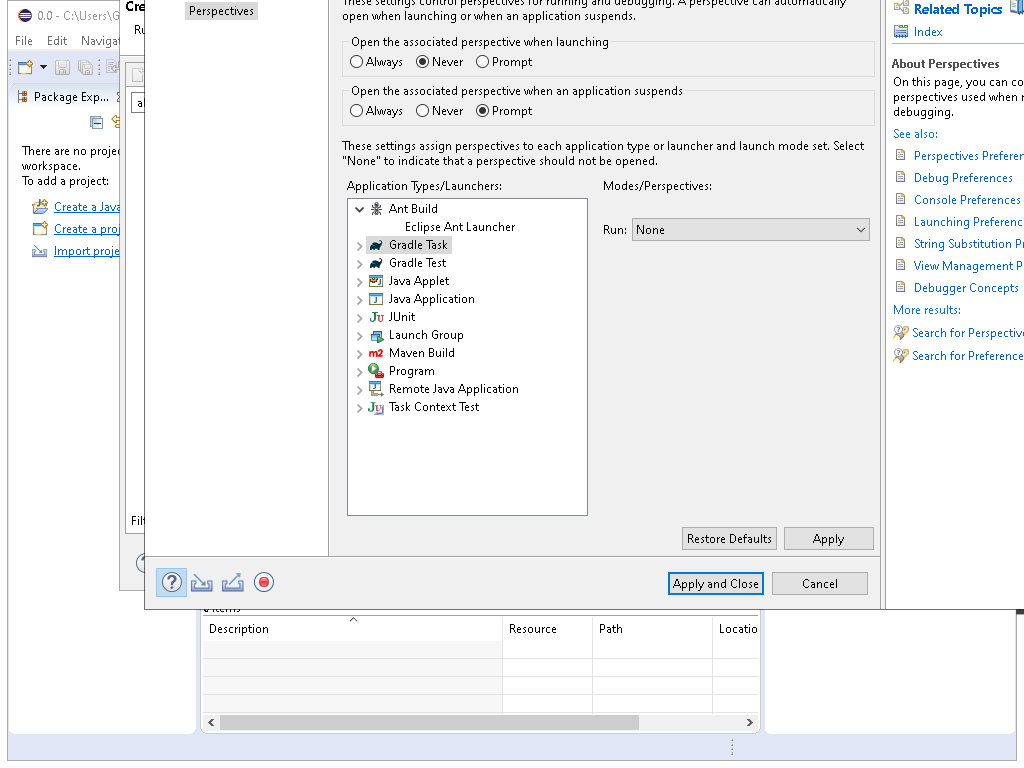 0.0 - C:\Users\G
File Edit Naviga
Package Exp...
There are no proje
workspace.
To add a project:
Create a Java
Create a proj
Import proje
Cre
Ru
al
Filt
Perspectives
These settings control perspectives for running and debugging. A perspective can automatically
open when launching or when an application suspends.
Open the associated perspective when launching
Always Never Prompt
Open the associated perspective when an application suspends
Always Never Prompt
These settings assign perspectives to each application type or launcher and launch mode set. Select
"None" to indicate that a perspective should not be opened.
Application Types/Launchers:
Ant Build
Eclipse Ant Launcher
Gradle Task
Gradle Test
Java Applet
Java Application
JUnit
Launch Group
Maven Build
Program
Remote Java Application
Task Context Test
Modes/Perspectives:
Run: None
Restore Defaults Apply
Apply and Close Cancel
Related Topics
Index
About Perspectives
On this page, you can co
perspectives used when r
debugging.
See also:
Perspectives Preferen
Debug Preferences
Console Preferences
Launching Preferenc
String Substitution Pr
View Management P
Debugger Concepts
More results:
Search for Perspective
Search for Preference
0 items
Description Resource Path Locatio